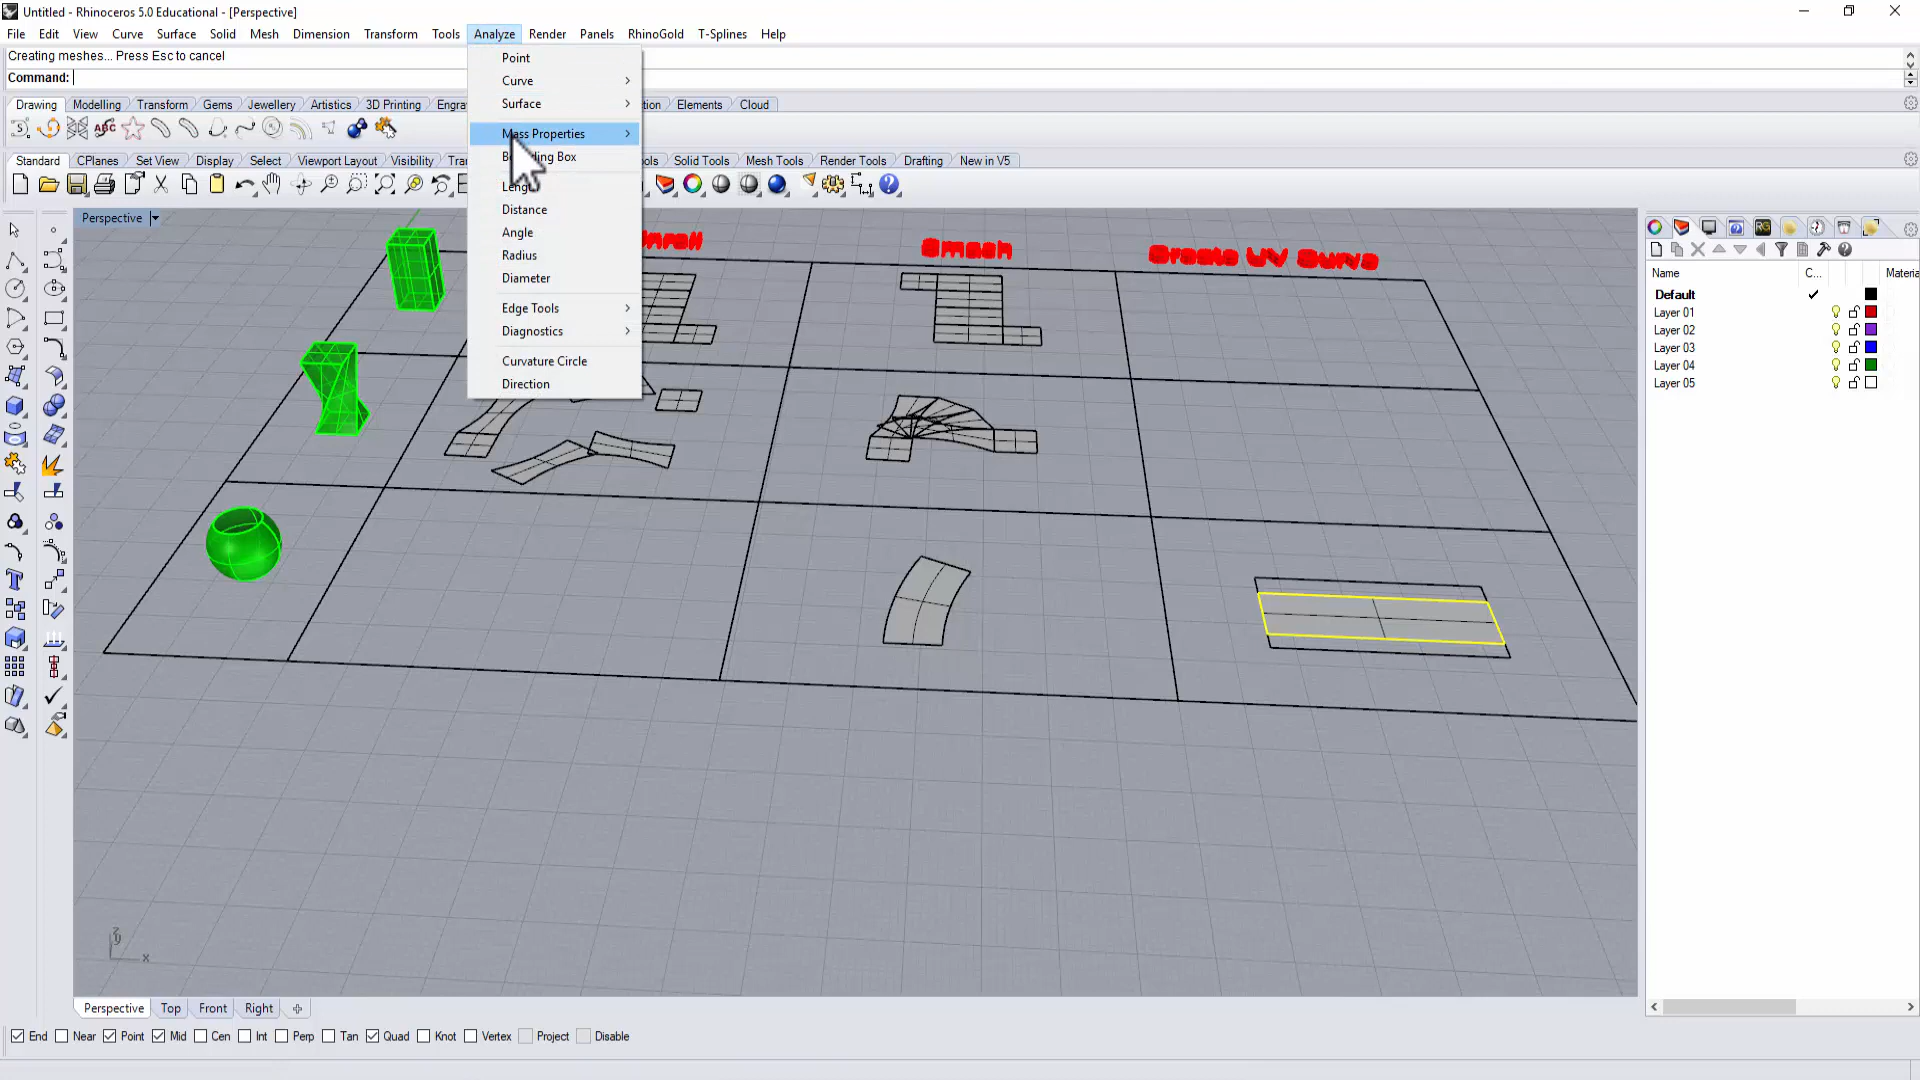 Untitled - Rhinoceros 5.0 Educational - [Perspective]
File Edit View Curve Surface Solid Mesh Dimension Transform Tools Analyze Render Panels RhinoGold T-Splines Help
Creating meshes... Press Esc to cancel
Command:
Point
Curve
Surface
Mass Properties
Length
Distance
Angle
Radius
Diameter
Edge Tools
Diagnostics
Curvature Circle
Direction
Drawing Modelling Transform Gems Jewellery Artistics 3D Printing Elements Cloud
Standard CPlanes Set View Display Select Viewport Layout Visibility Solid Tools Mesh Tools Render Tools Drafting New in V5
Perspective
Smash Create UV Curve
Name C... Materia
Default
Layer 01
Layer 02
Layer 03
Layer 04
Layer 05
z
y
x
Perspective Top Front Right
End Near Point Mid Cen Int Perp Tan Quad Knot Vertex Project Disable